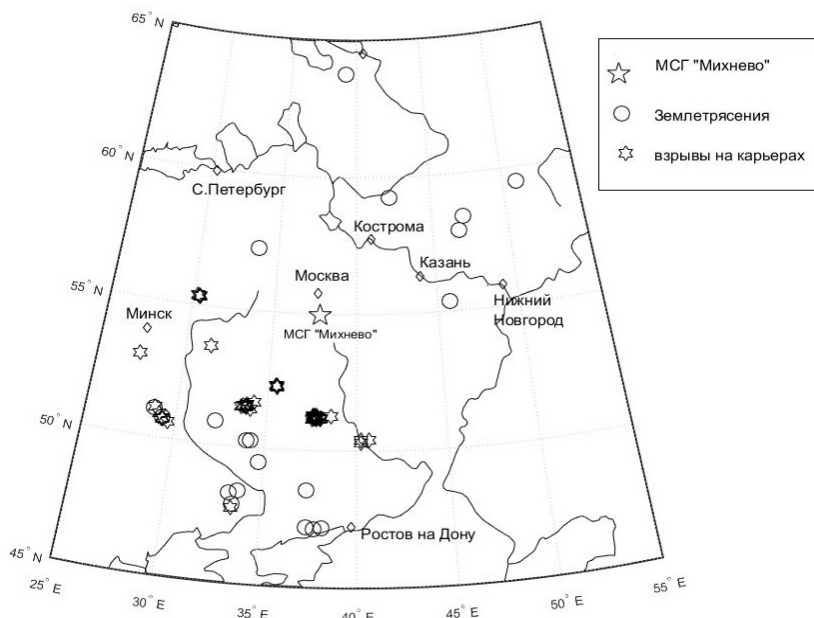 65° N
МСГ "Михнево"
Землетрясения
взрывы на карьерах
60° N
С.Петербург
Кострома
Казань
55° N
Москва
Минск
Нижний
Новгород
МСГ "Михнево"
50° N
Ростов на Дону
45° N
25° E
30° E
35° E
40° E
45° E
50° E
55° E